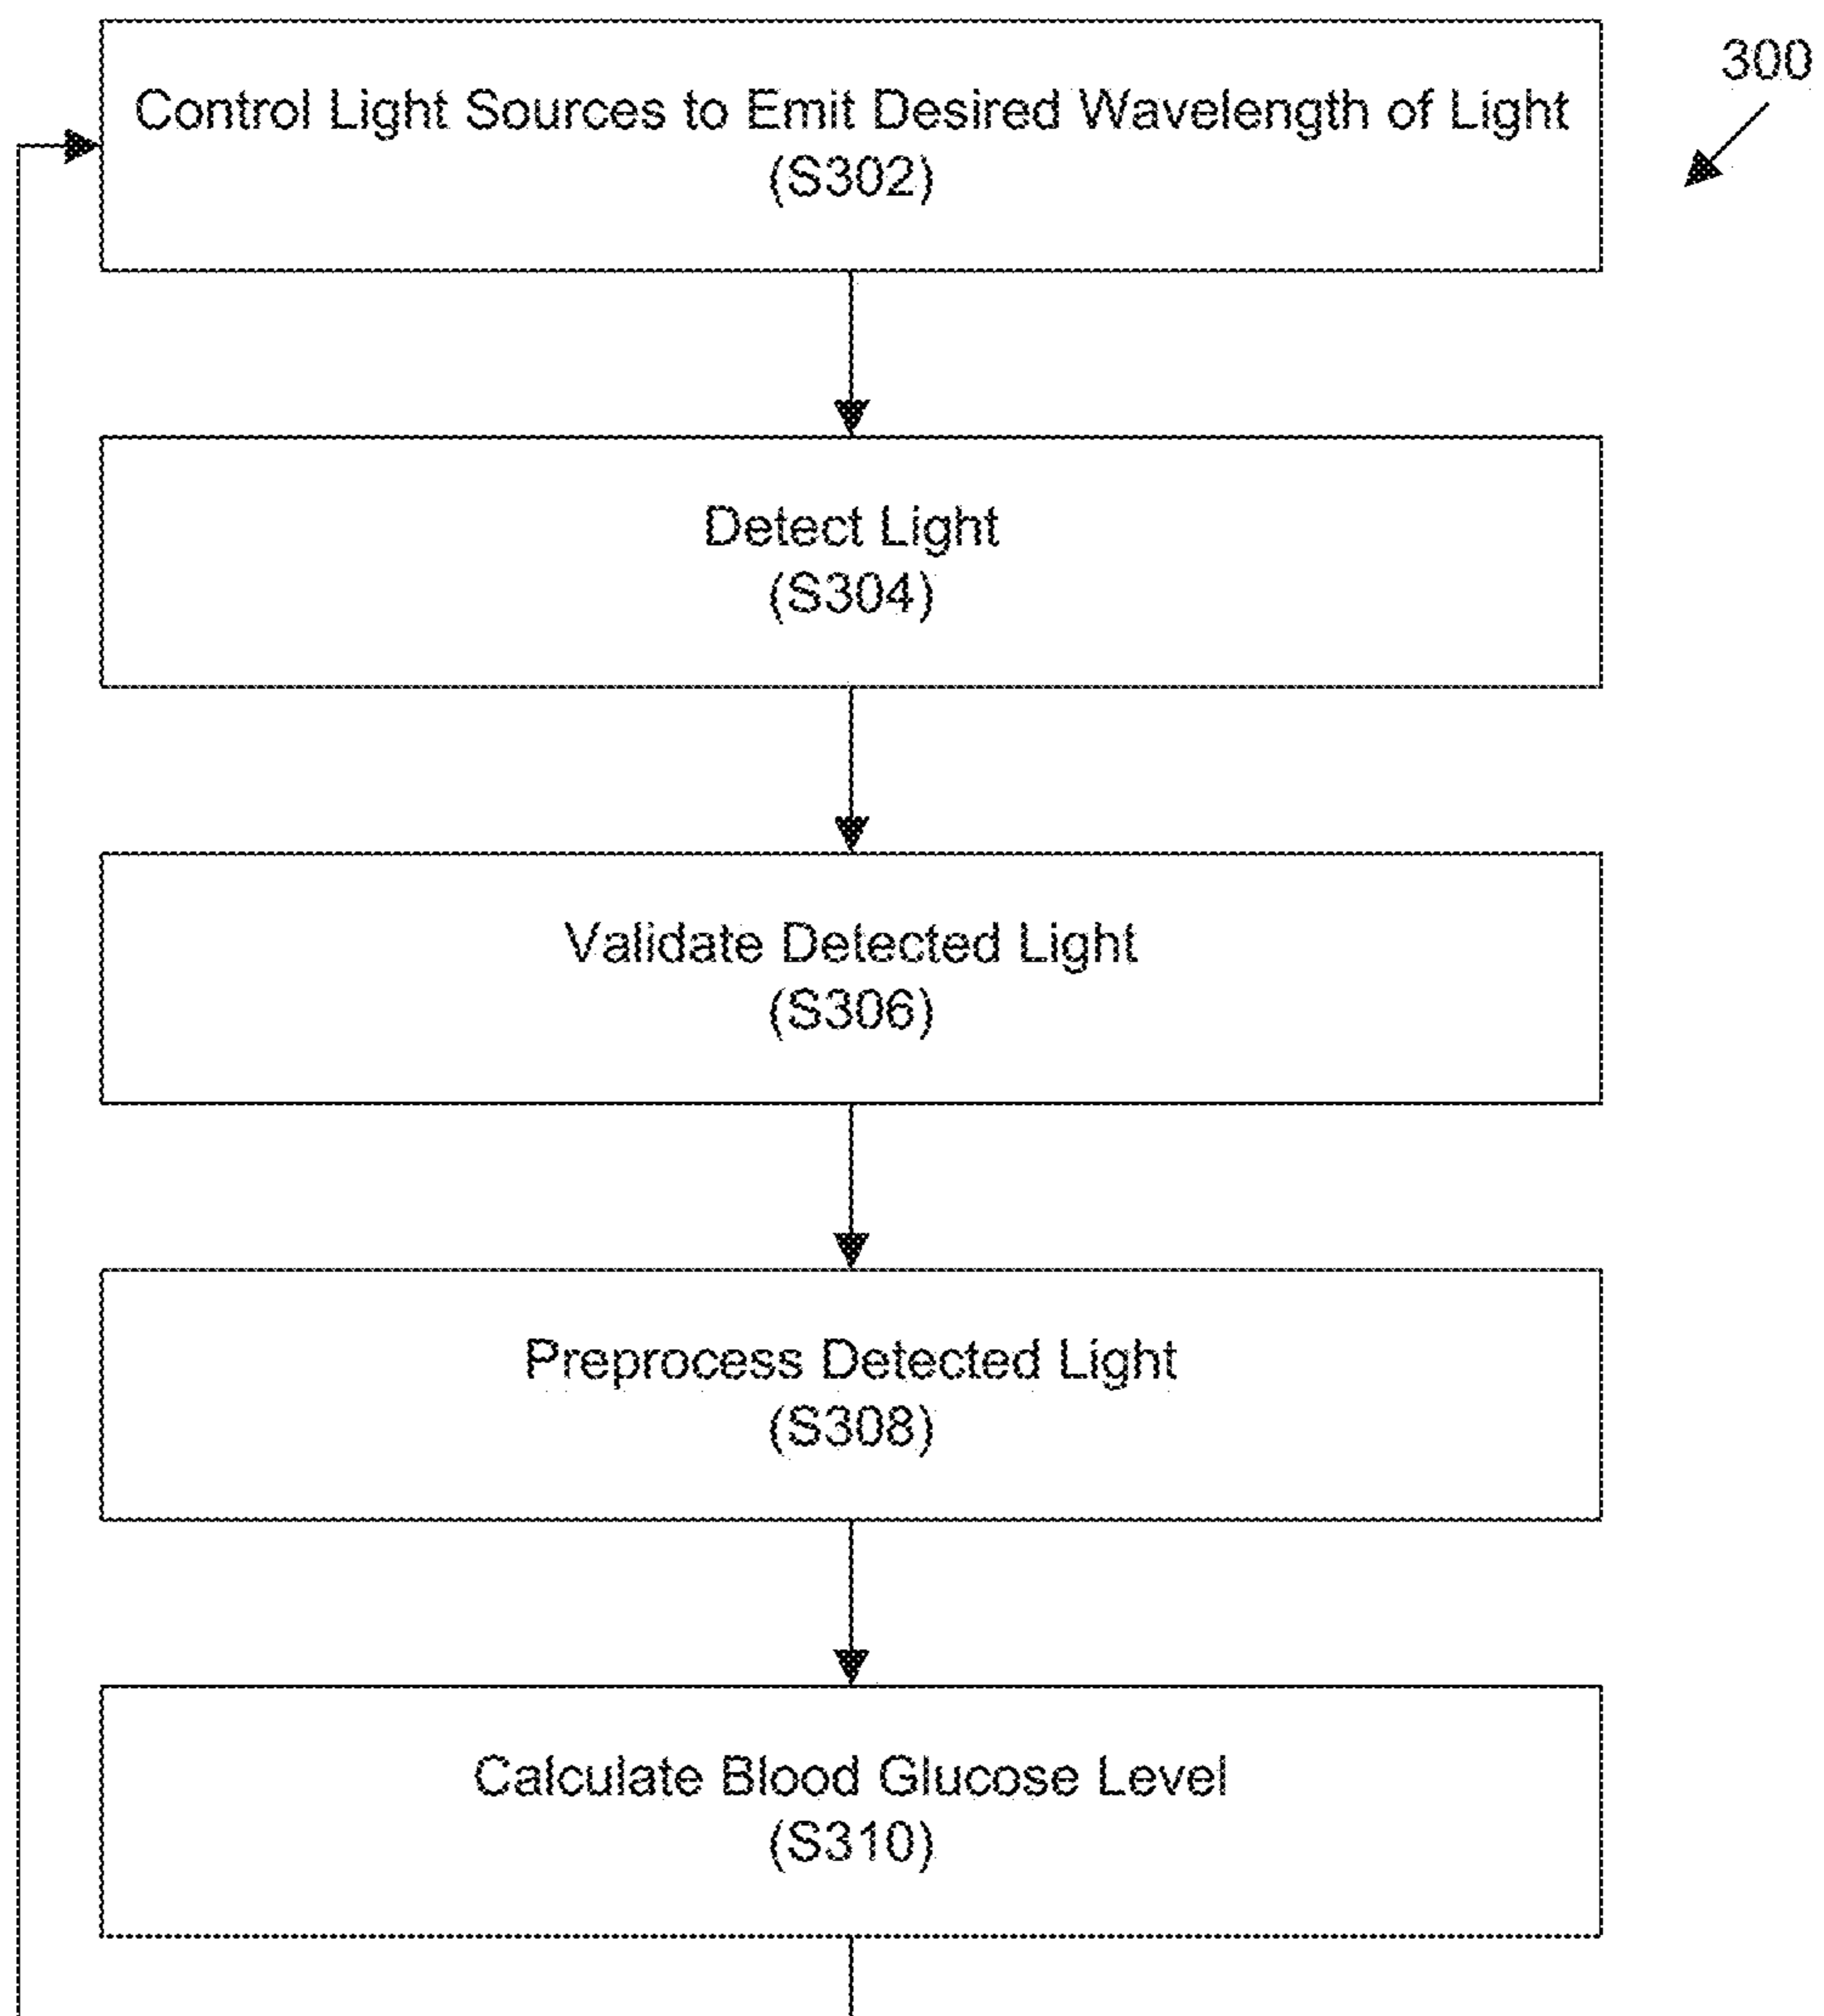 300
Control Light Sources to Emit Desired Wavelength of Light
(S302)
Detect Light
(S304)
Validate Detected Light
(S306)
Preprocess Detected Light
(S308)
Calculate Blood Glucose Level
(S310)